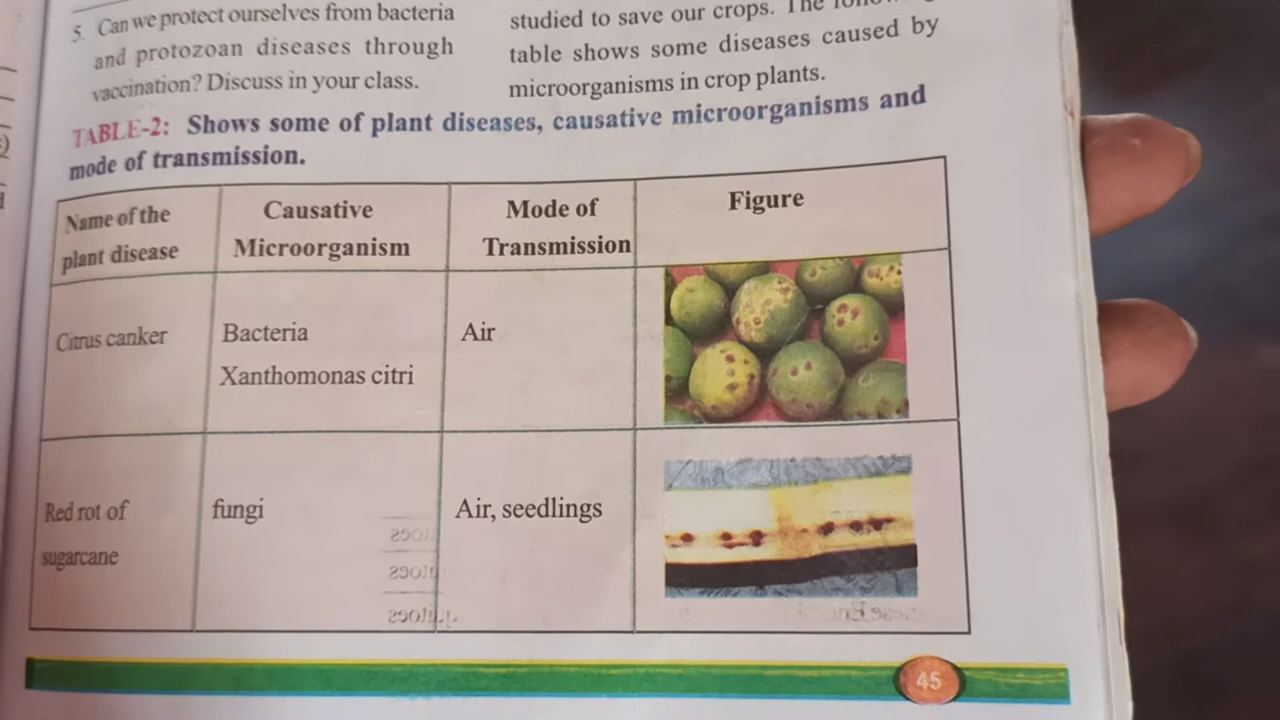 5. Can we protect ourselves from bacteria
and protozoan diseases through
vaccination? Discuss in your class.
studied to save our crops. The
table shows some diseases caused by
microorganisms in crop plants.
TABLE-2: Shows some of plant diseases, causative microorganisms and
mode of transmission.
Name of the
plant disease
Causative
Microorganism
Mode of
Transmission
Figure
Citrus canker
Bacteria
Xanthomonas citri
Air
Red rot of
sugarcane
fungi
Air, seedlings
45